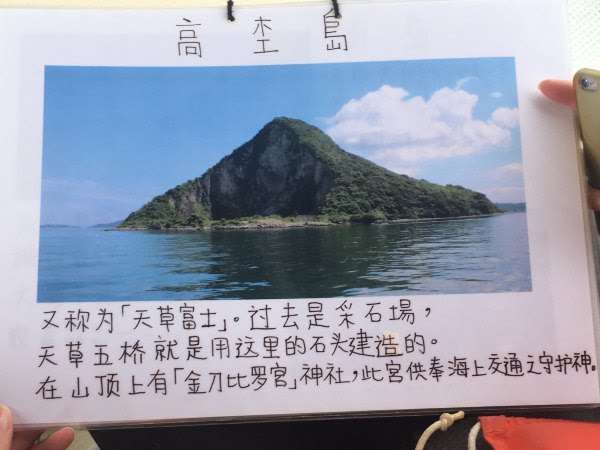 高杢島
又称为「天草富士」。过去是采石場，
天草五桥就是用这里的石头建造的。
在山顶上有「金刀比罗宮」神社，此宮供奉海上交通之守护神。